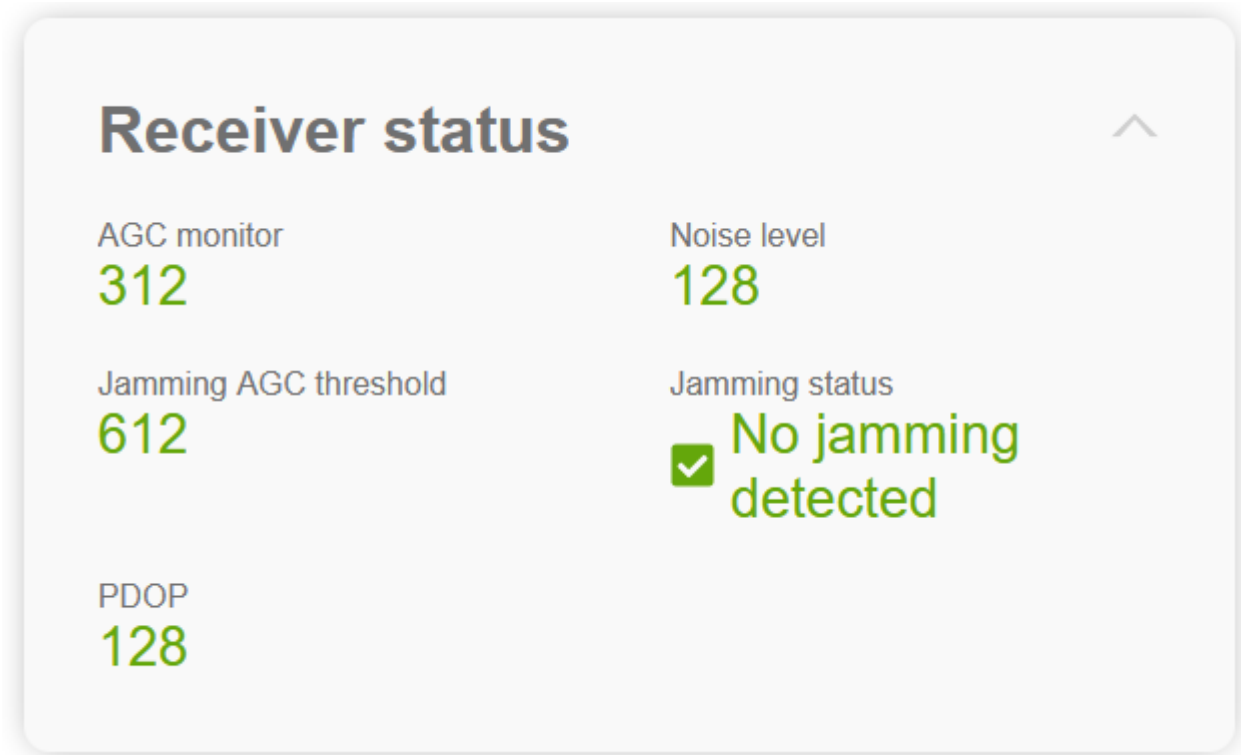 Receiver status
AGC monitor
312
Noise level
128
Jamming AGC threshold
612
Jamming status
No jamming
detected
PDOP
128